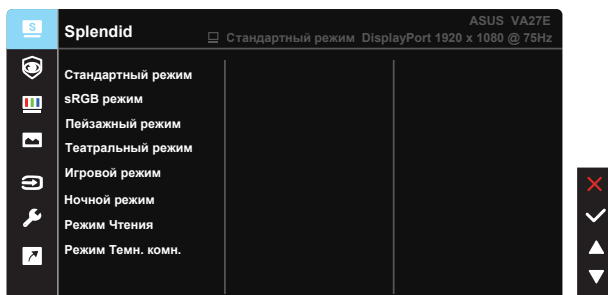 S
Splendid
ASUS VA27E
Стандартный режим DisplayPort 1920 x 1080 @ 75Hz
Стандартный режим
sRGB режим
Пейзажный режим
Театральный режим
Игровой режим
Ночной режим
Режим Чтения
Режим Темн. комн.